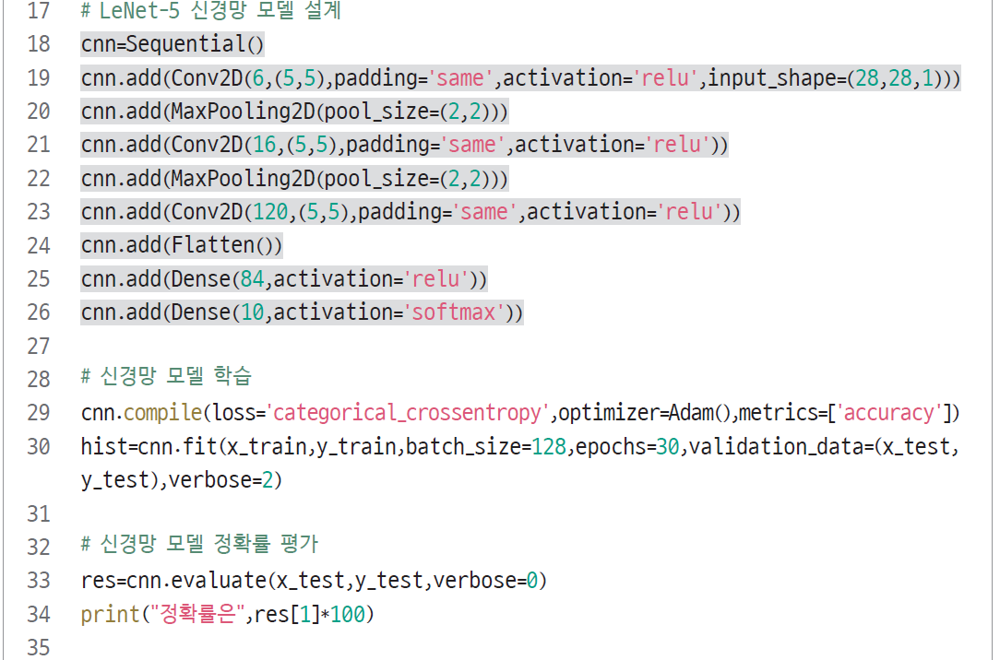 17 # LeNet-5 신경망 모델 설계
18 cnn=Sequential()
19 cnn.add(Conv2D(6,(5,5),padding='same',activation='relu',input_shape=(28,28,1)))
20 cnn.add(MaxPooling2D(pool_size=(2,2)))
21 cnn.add(Conv2D(16,(5,5),padding='same',activation='relu'))
22 cnn.add(MaxPooling2D(pool_size=(2,2)))
23 cnn.add(Conv2D(120,(5,5),padding='same',activation='relu'))
24 cnn.add(Flatten())
25 cnn.add(Dense(84,activation='relu'))
26 cnn.add(Dense(10,activation='softmax'))
27
28 # 신경망 모델 학습
29 cnn.compile(loss='categorical_crossentropy',optimizer=Adam(),metrics=['accuracy'])
30 hist=cnn.fit(x_train,y_train,batch_size=128,epochs=30,validation_data=(x_test,
y_test),verbose=2)
31
32 # 신경망 모델 정확률 평가
33 res=cnn.evaluate(x_test,y_test,verbose=0)
34 print("정확률은",res[1]*100)
35